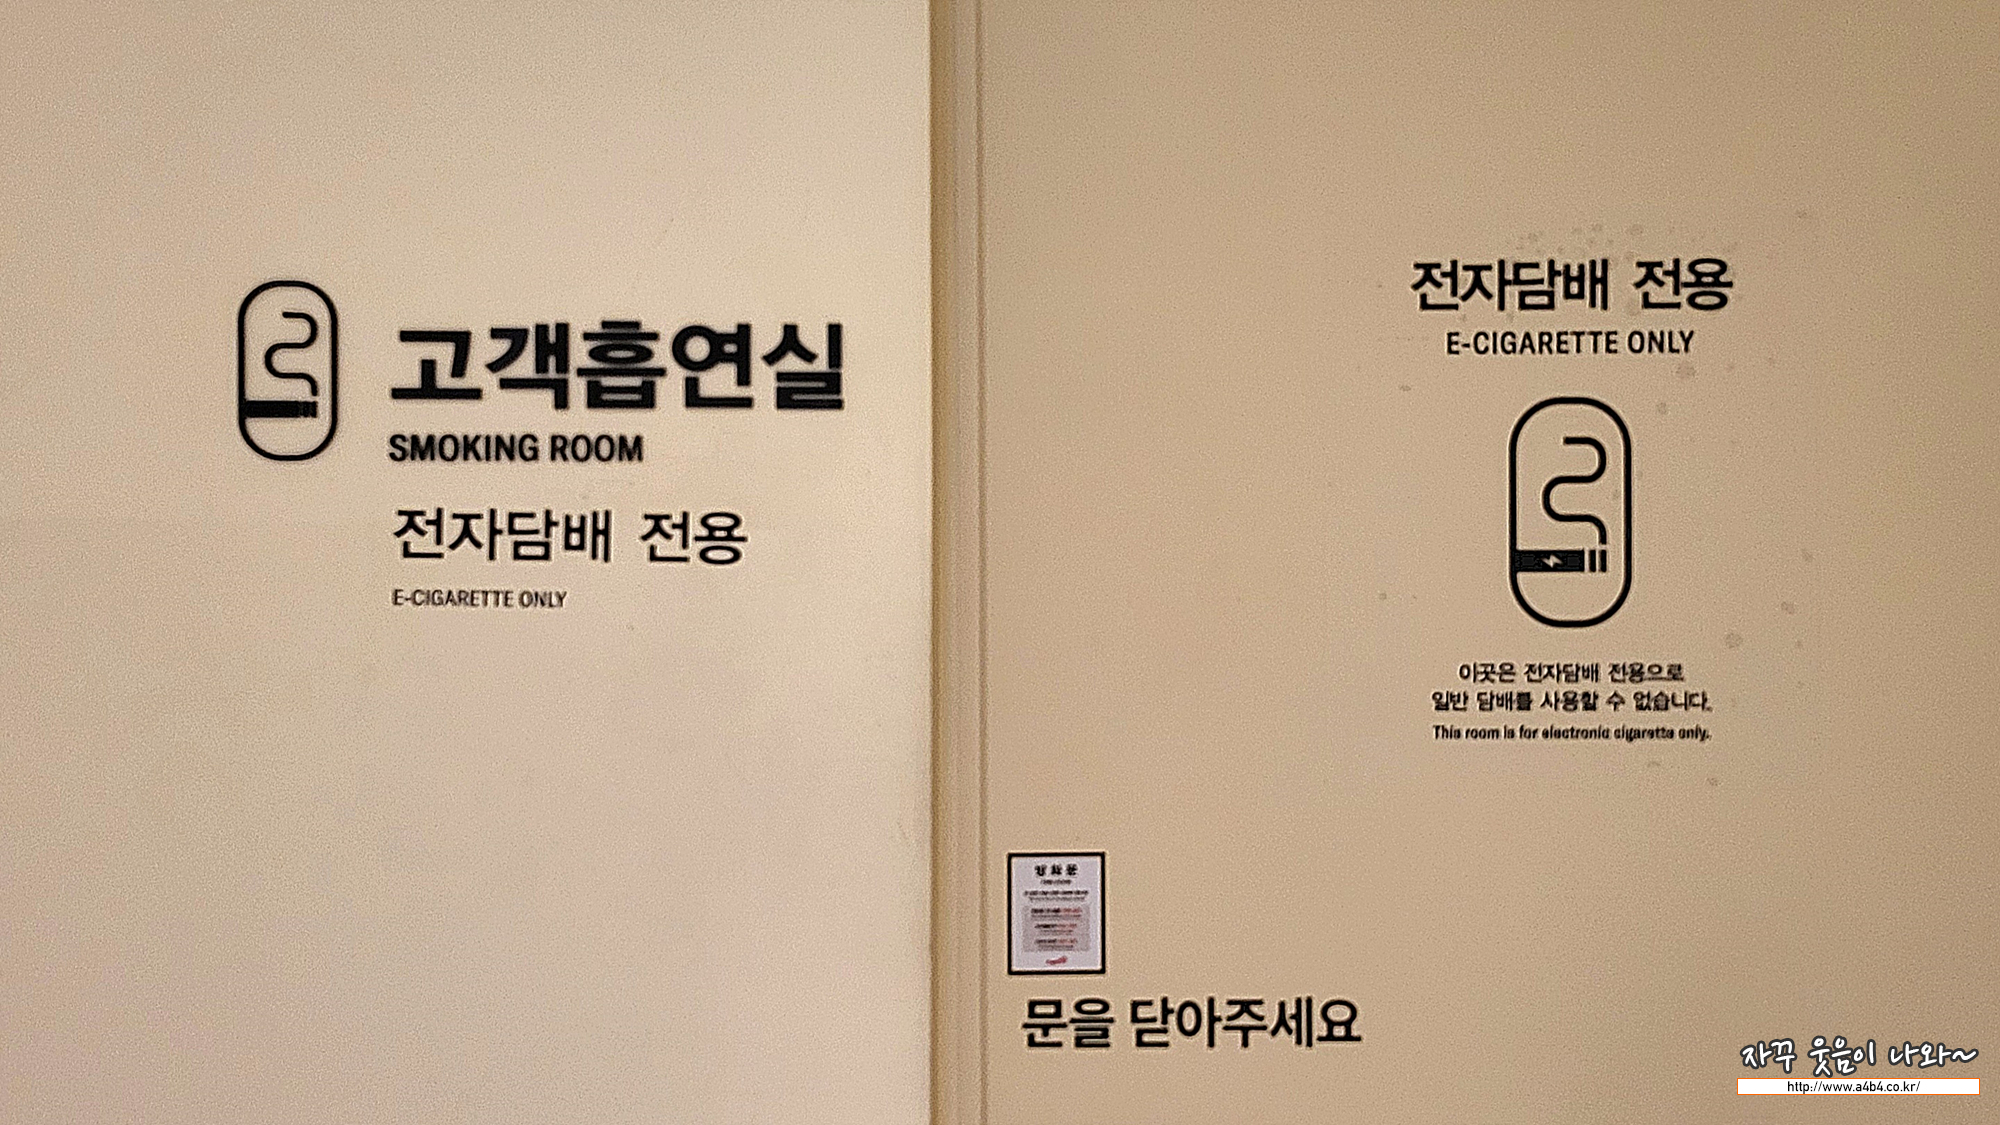 고객흡연실
SMOKING ROOM
전자담배 전용
E-CIGARETTE ONLY
전자담배 전용
E-CIGARETTE ONLY
이곳은 전자담배 전용으로
일반 담배를 사용할 수 없습니다.
This room is for electronic cigarette only.
방화문
문을 닫아주세요
자꾸 웃음이 나와~
http://www.a4b4.co.kr/